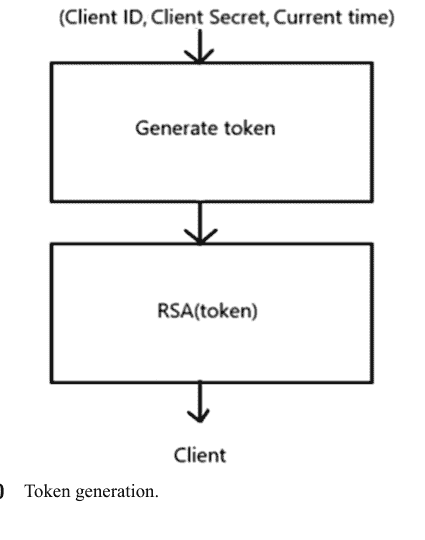 (Client ID, Client Secret, Current time)
Generate token
RSA(token)
Client
Token generation.